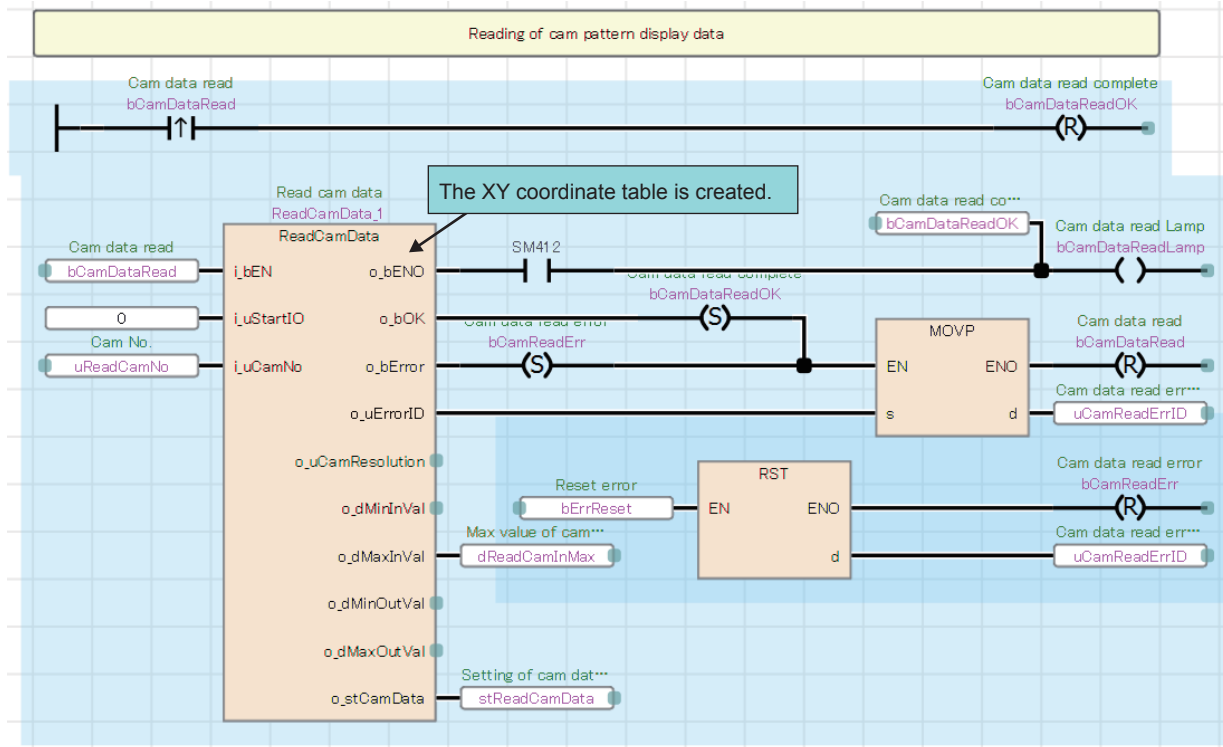 Reading of cam pattern display data
Cam data read
bCamDataRead
Cam data read complete
bCamDataReadOK
(R)
The XY coordinate table is created.
Read cam data
ReadCamData_1
ReadCamData
Cam data read
bCamDataRead
i_bEN
o_bENO
SM412
Cam data read co…
bCamDataReadOK
Cam data read Lamp
bCamDataReadLamp
( )
0
i_uStartIO
o_bOK
Cam data read complete
bCamDataReadOK
(S)
Cam No.
uReadCamNo
i_uCamNo
o_bError
Cam data read error
bCamReadErr
(S)
MOVP
EN
ENO
s
d
Cam data read
bCamDataRead
(R)
Cam data read err…
uCamReadErrID
o_uErrorID
o_uCamResolution
o_dMinInVal
o_dMaxInVal
Max value of cam…
dReadCamInMax
o_dMinOutVal
o_dMaxOutVal
o_stCamData
Setting of cam dat…
stReadCamData
Reset error
bErrReset
RST
EN
ENO
d
Cam data read error
bCamReadErr
(R)
Cam data read err…
uCamReadErrID